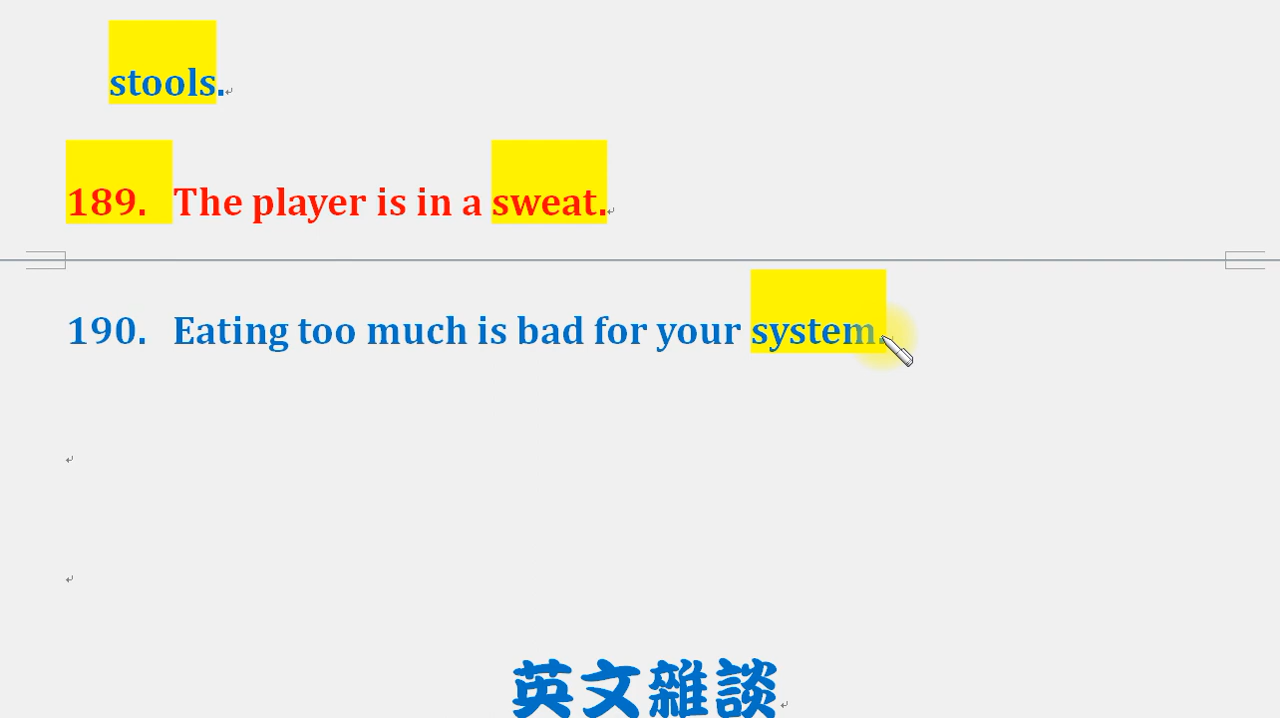 stools.
189. The player is in a sweat.
190. Eating too much is bad for your system.
英文雜談